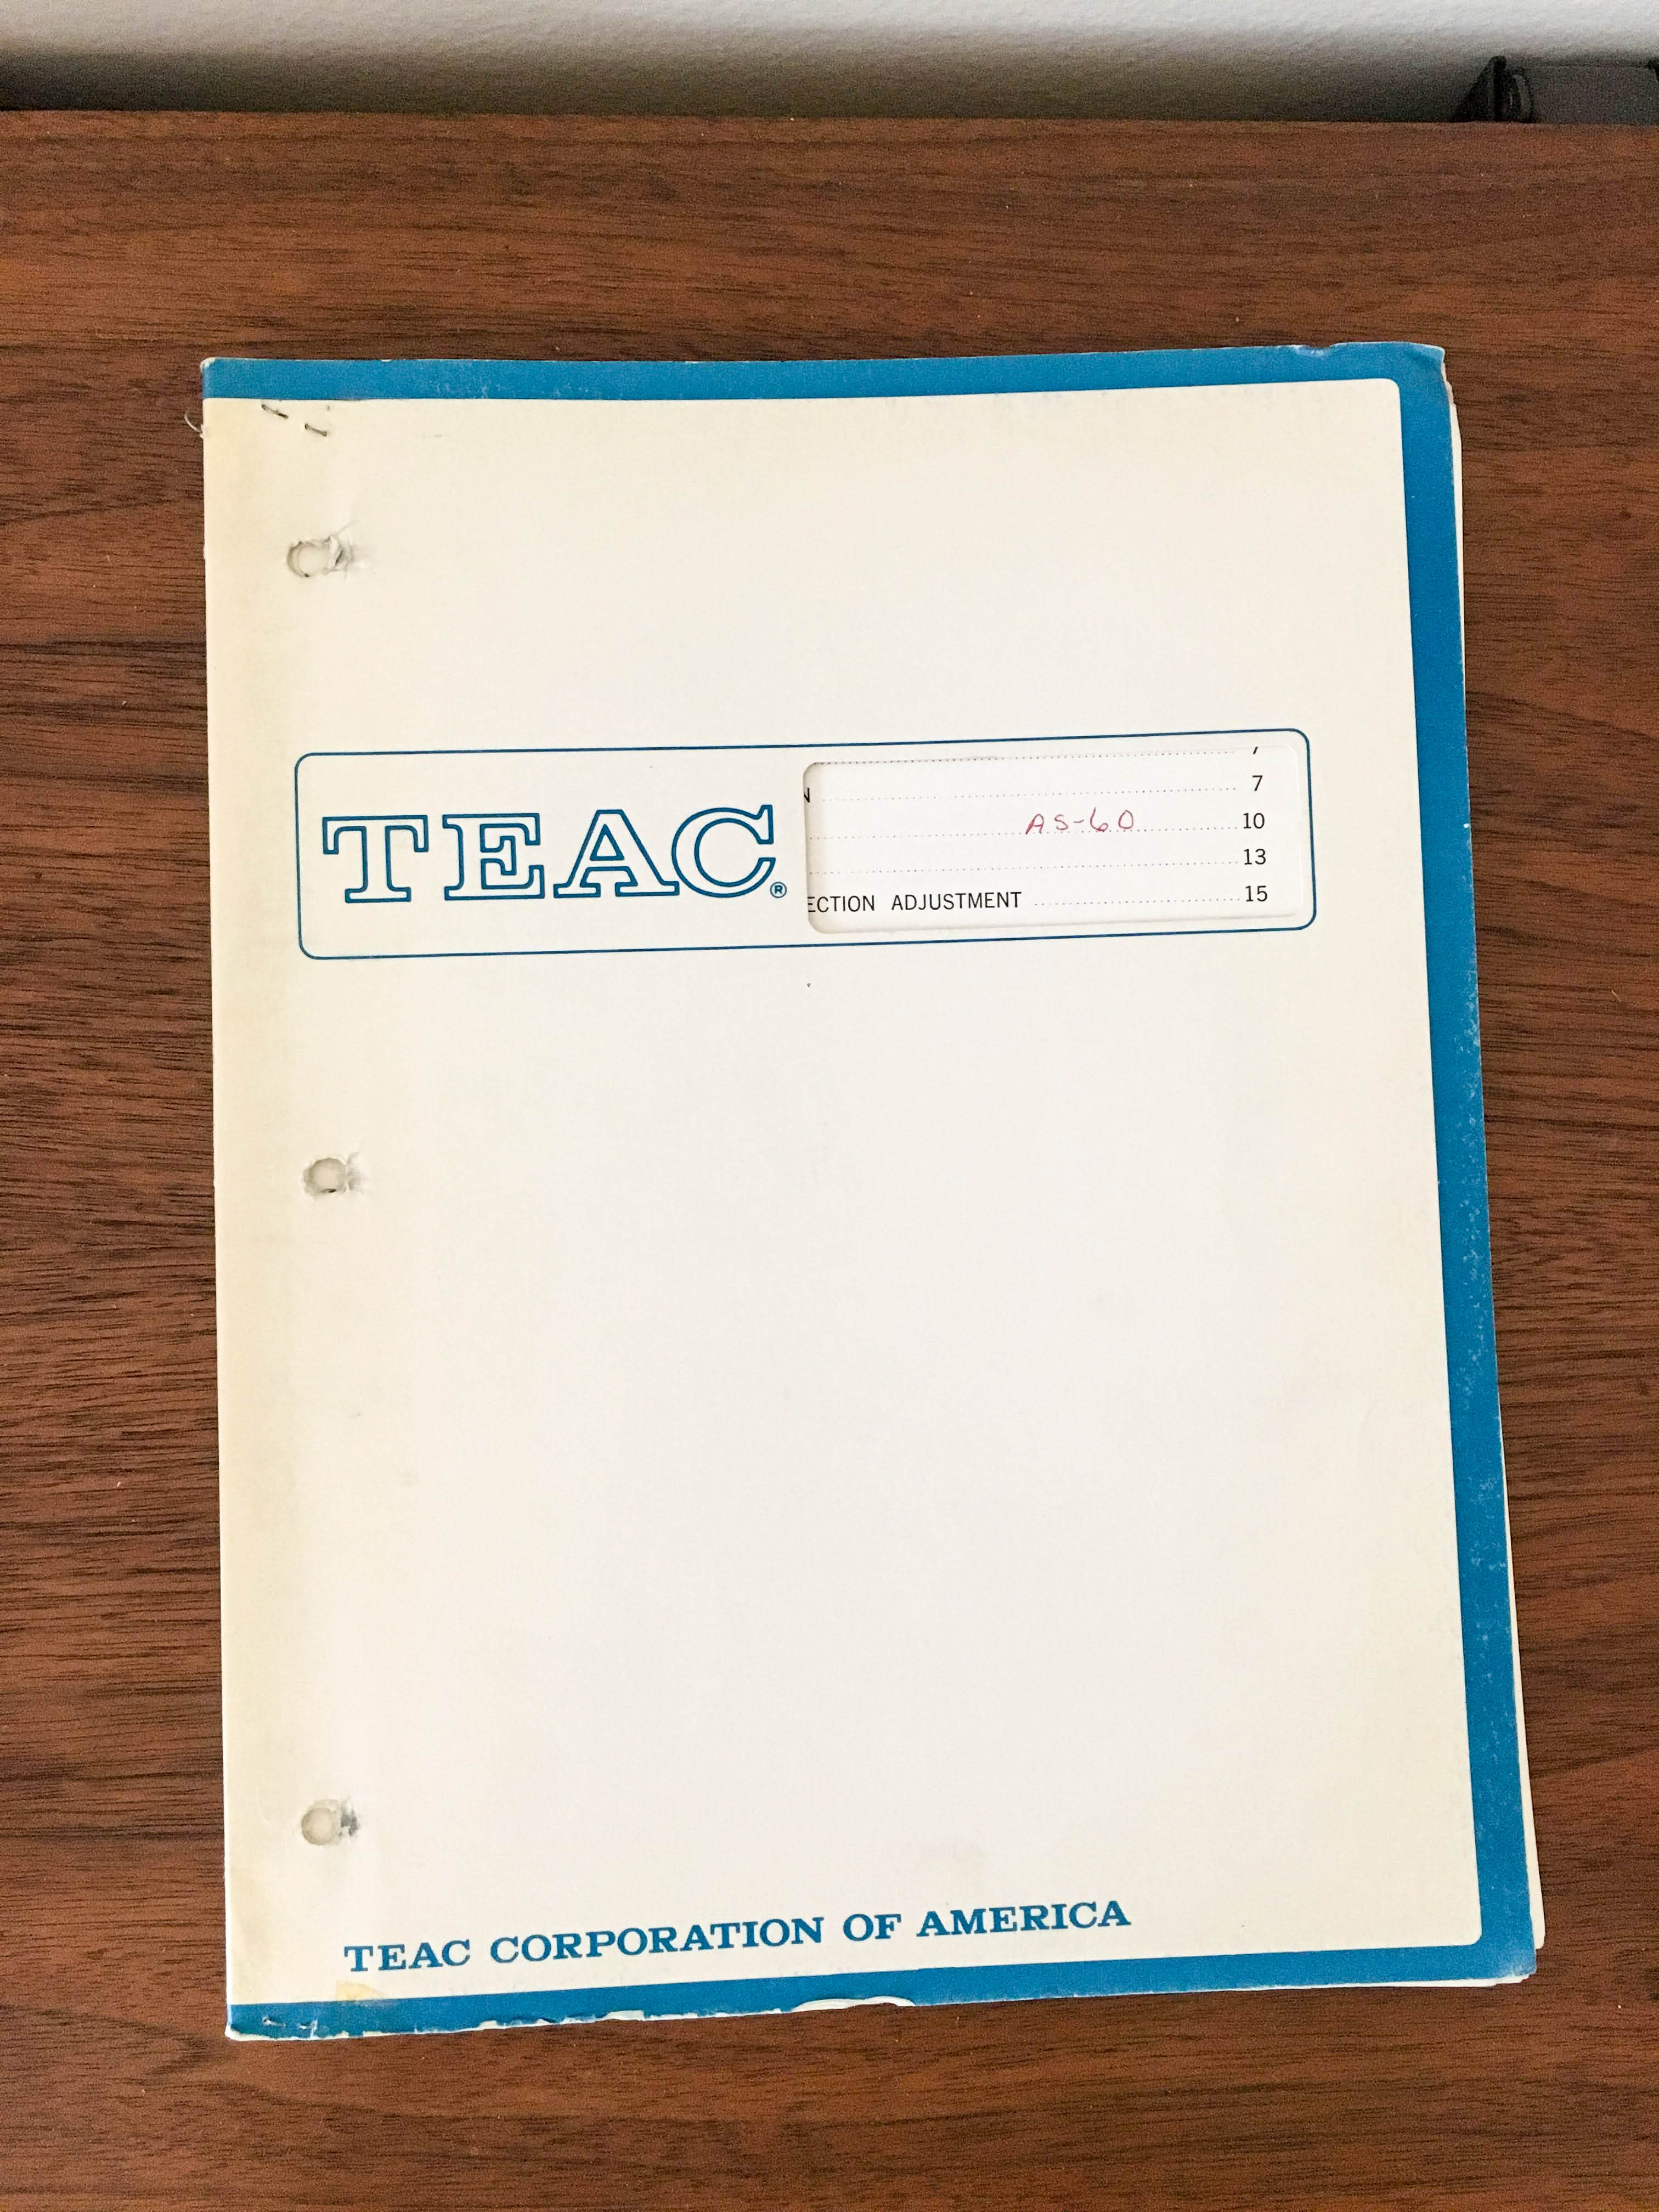 TEAC®
7
10
AS-60
13
ECTION ADJUSTMENT 15
TEAC CORPORATION OF AMERICA